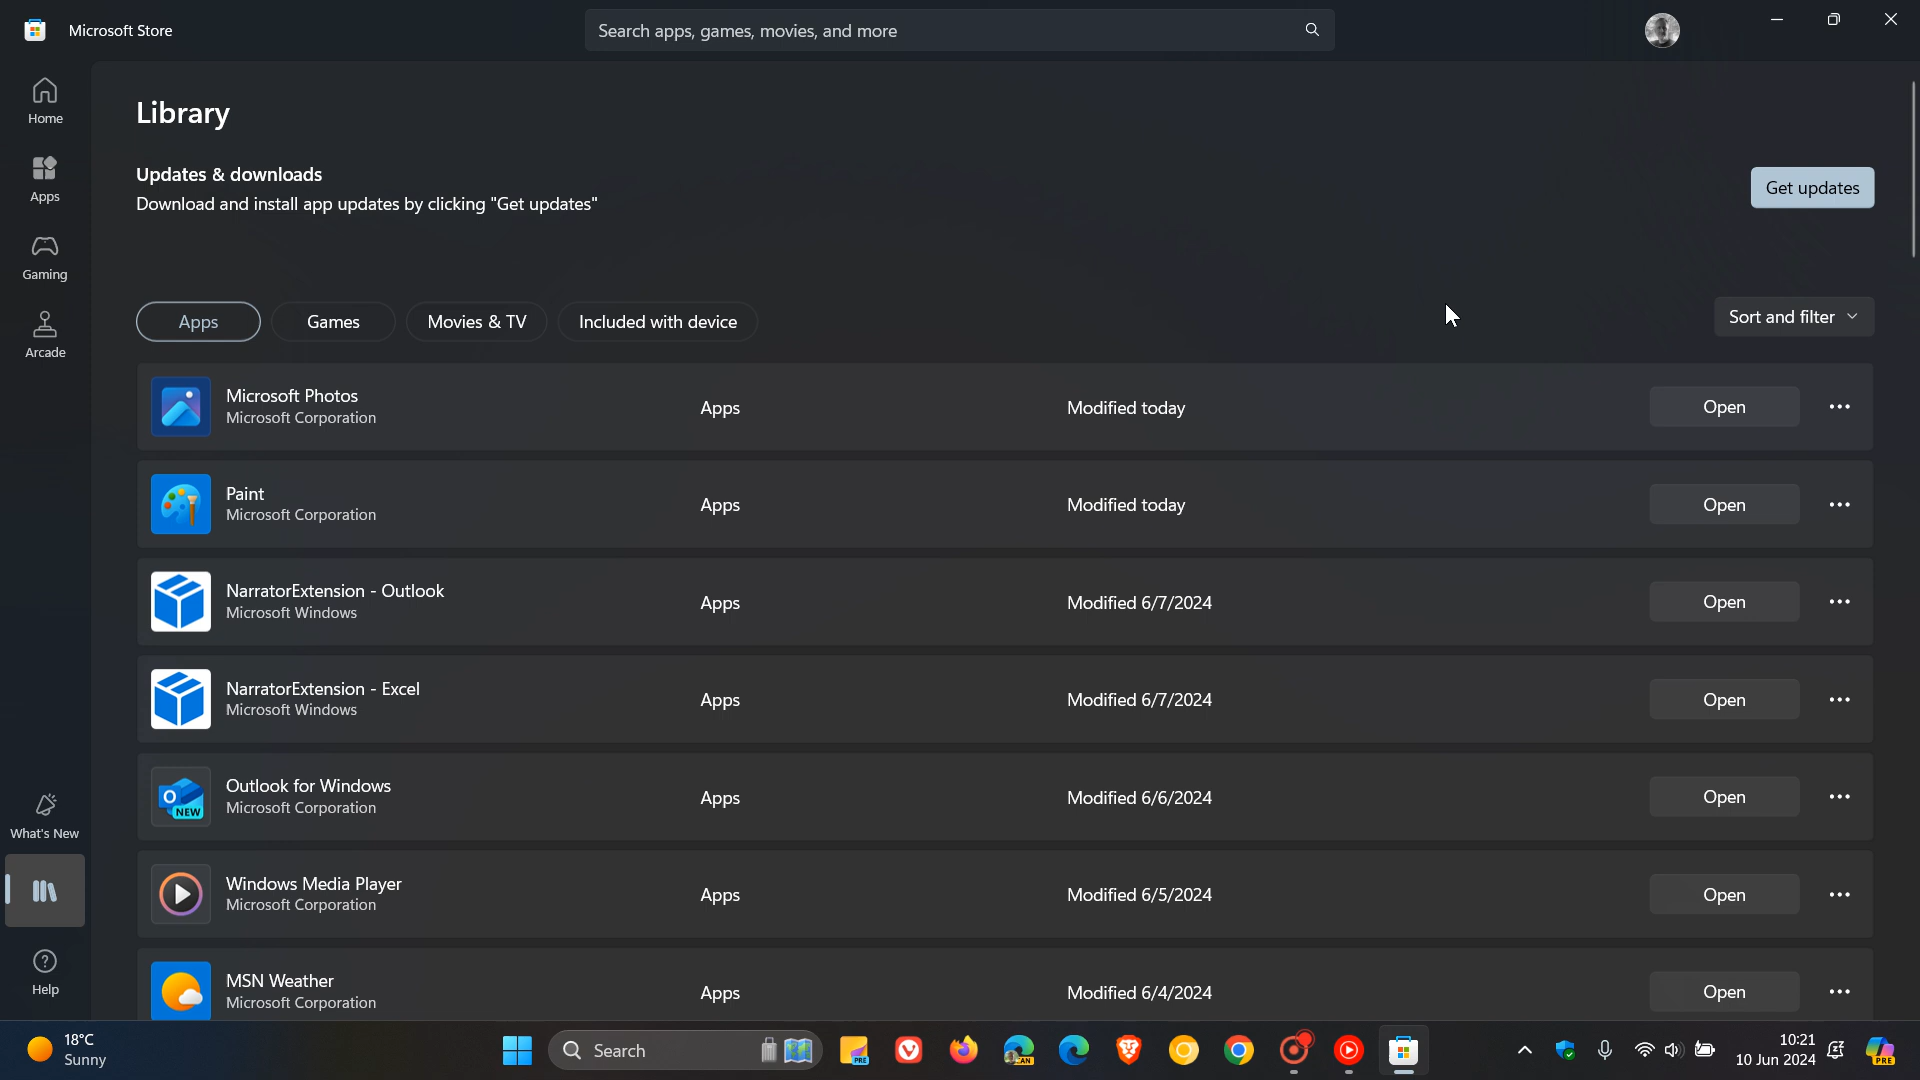 Microsoft Store
Search apps, games, movies, and more
Home
Apps
Gaming
Arcade
What's New
Help
Library
Updates & downloads
Download and install app updates by clicking "Get updates"
Get updates
Apps Games Movies & TV Included with device
Sort and filter
Microsoft Photos
Microsoft Corporation
Apps
Modified today
Open
Paint
Microsoft Corporation
Apps
Modified today
Open
NarratorExtension - Outlook
Microsoft Windows
Apps
Modified 6/7/2024
Open
NarratorExtension - Excel
Microsoft Windows
Apps
Modified 6/7/2024
Open
Outlook for Windows
Microsoft Corporation
Apps
Modified 6/6/2024
Open
O
NEW
Windows Media Player
Microsoft Corporation
Apps
Modified 6/5/2024
Open
MSN Weather
Microsoft Corporation
Apps
Modified 6/4/2024
Open
18°C
Sunny
Search
PRE
CAN
10:21
10 Jun 2024
PRE